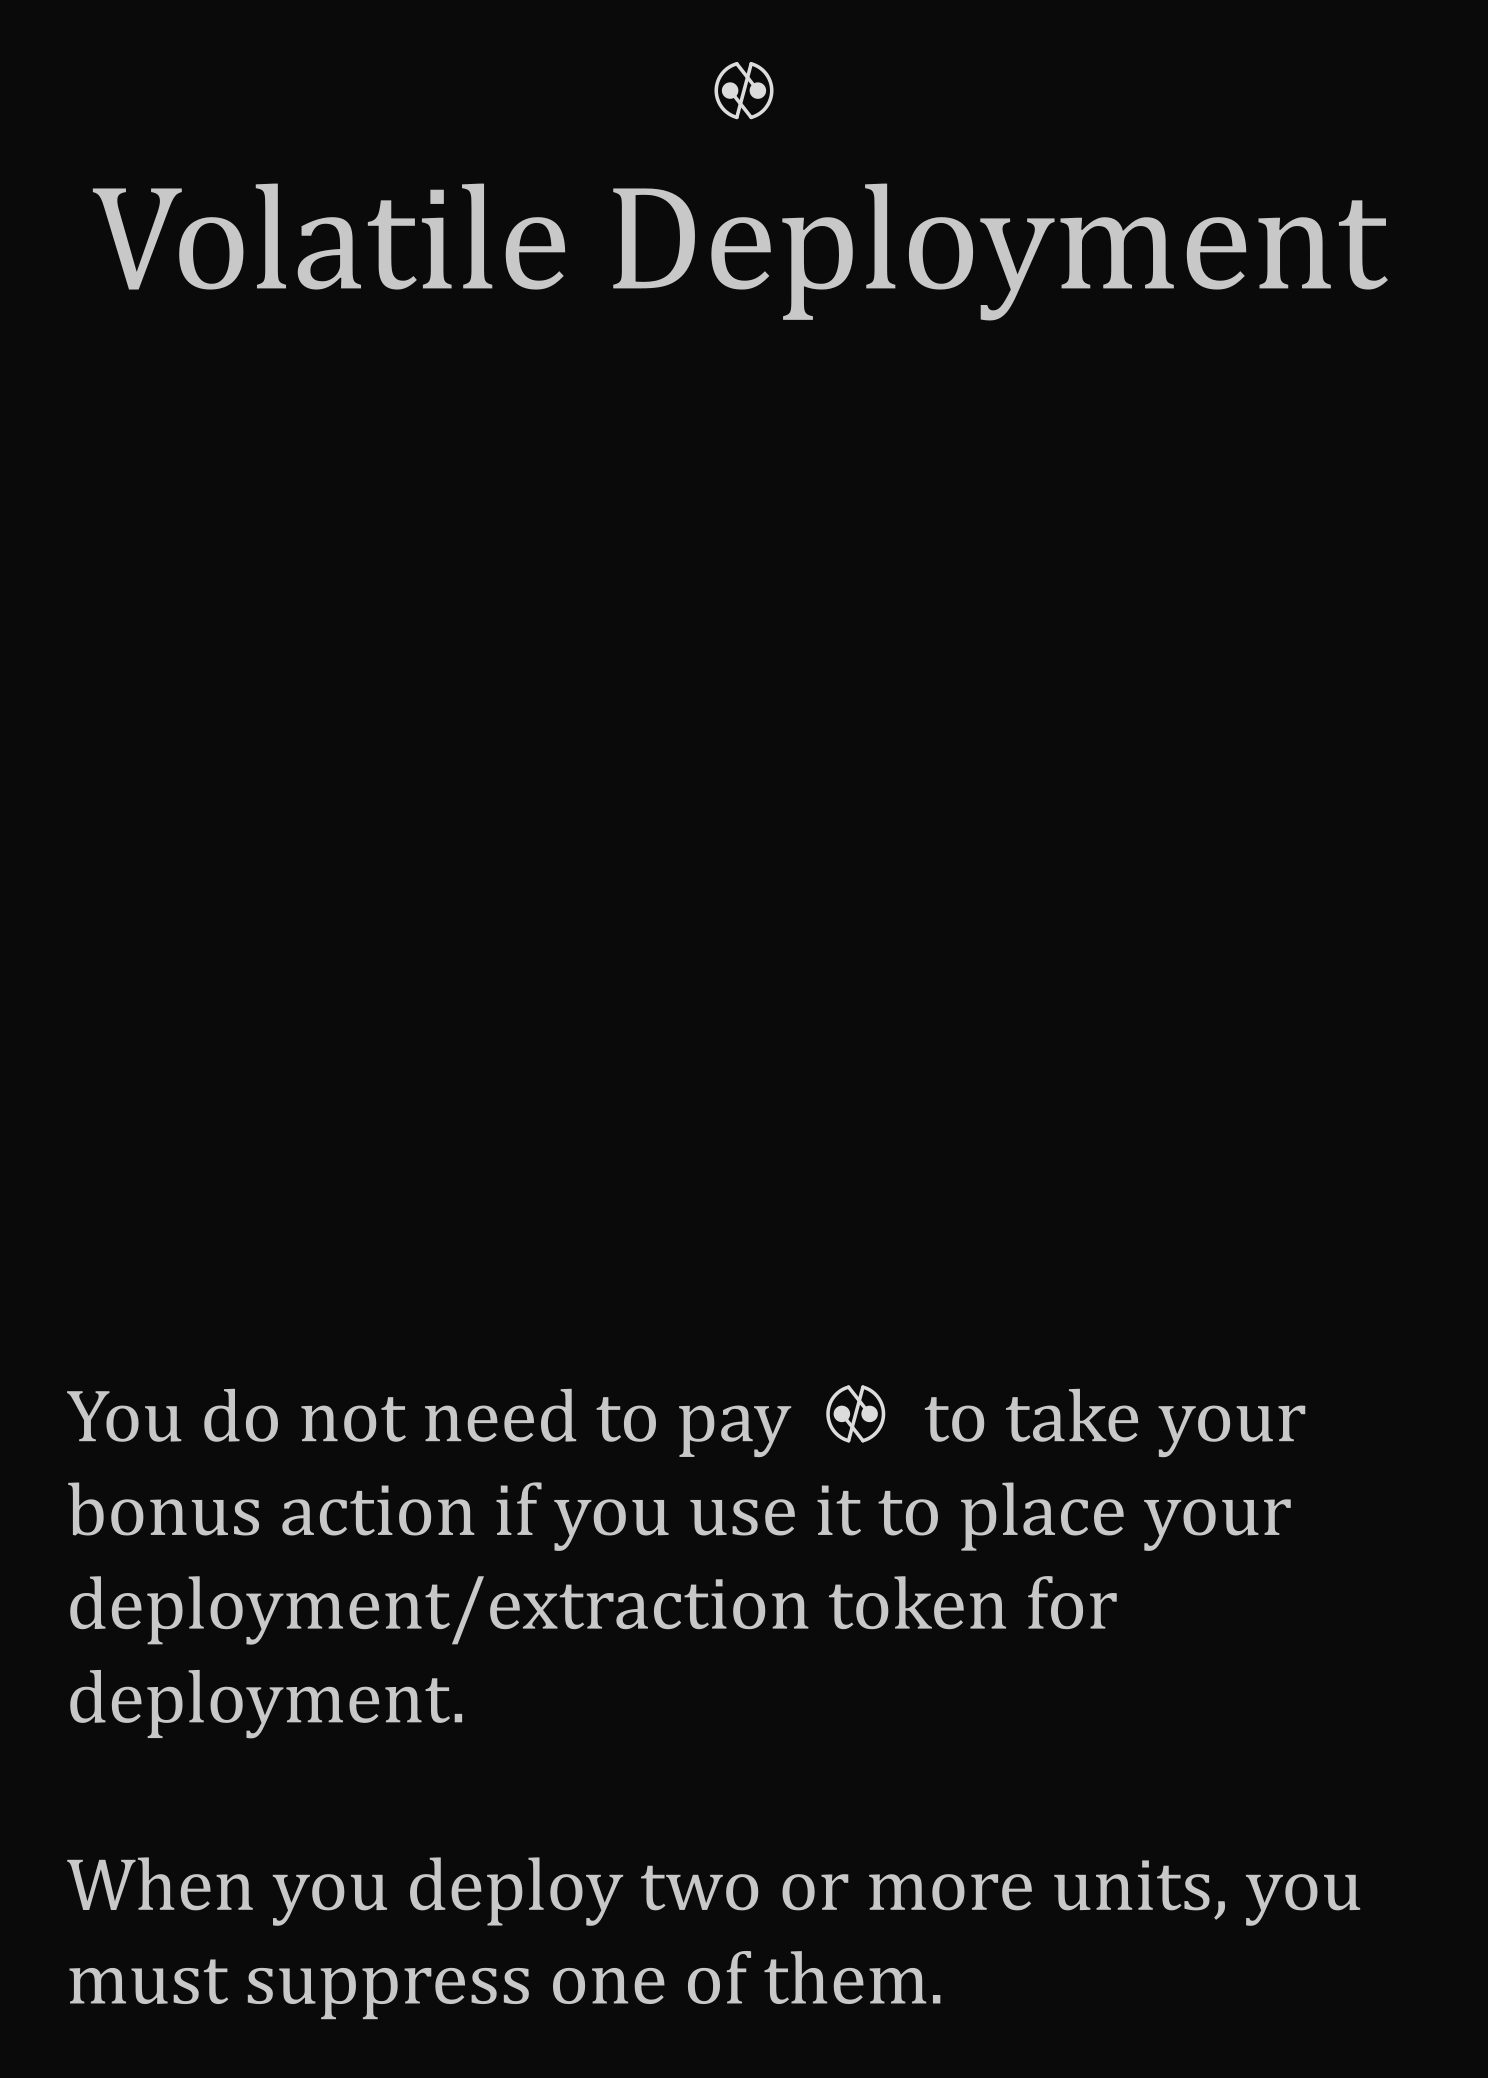 Volatile Deployment
You do not need to pay to take your
bonus action if you use it to place your
deployment/extraction token for
deployment.
When you deploy two or more units, you
must suppress one of them.